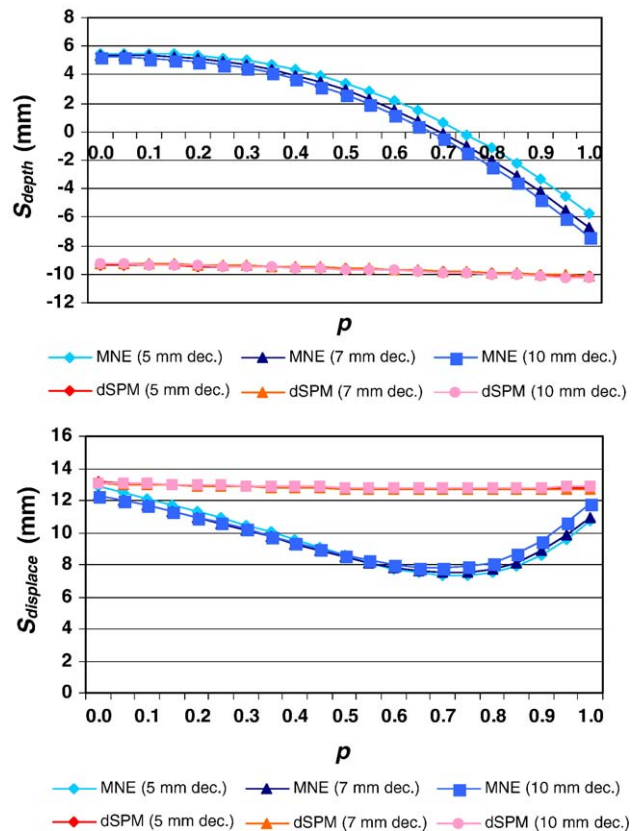 8
6
4
2
0
-2
-4
-6
-8
-10
-12
S_depth (mm)
0.0 0.1 0.2 0.3 0.4 0.5 0.6 0.7 0.8 0.9 1.0
p
MNE (5 mm dec.) MNE (7 mm dec.) MNE (10 mm dec.)
dSPM (5 mm dec.) dSPM (7 mm dec.) dSPM (10 mm dec.)
16
14
12
10
8
6
4
2
0
S_displace (mm)
0.0 0.1 0.2 0.3 0.4 0.5 0.6 0.7 0.8 0.9 1.0
p
MNE (5 mm dec.) MNE (7 mm dec.) MNE (10 mm dec.)
dSPM (5 mm dec.) dSPM (7 mm dec.) dSPM (10 mm dec.)